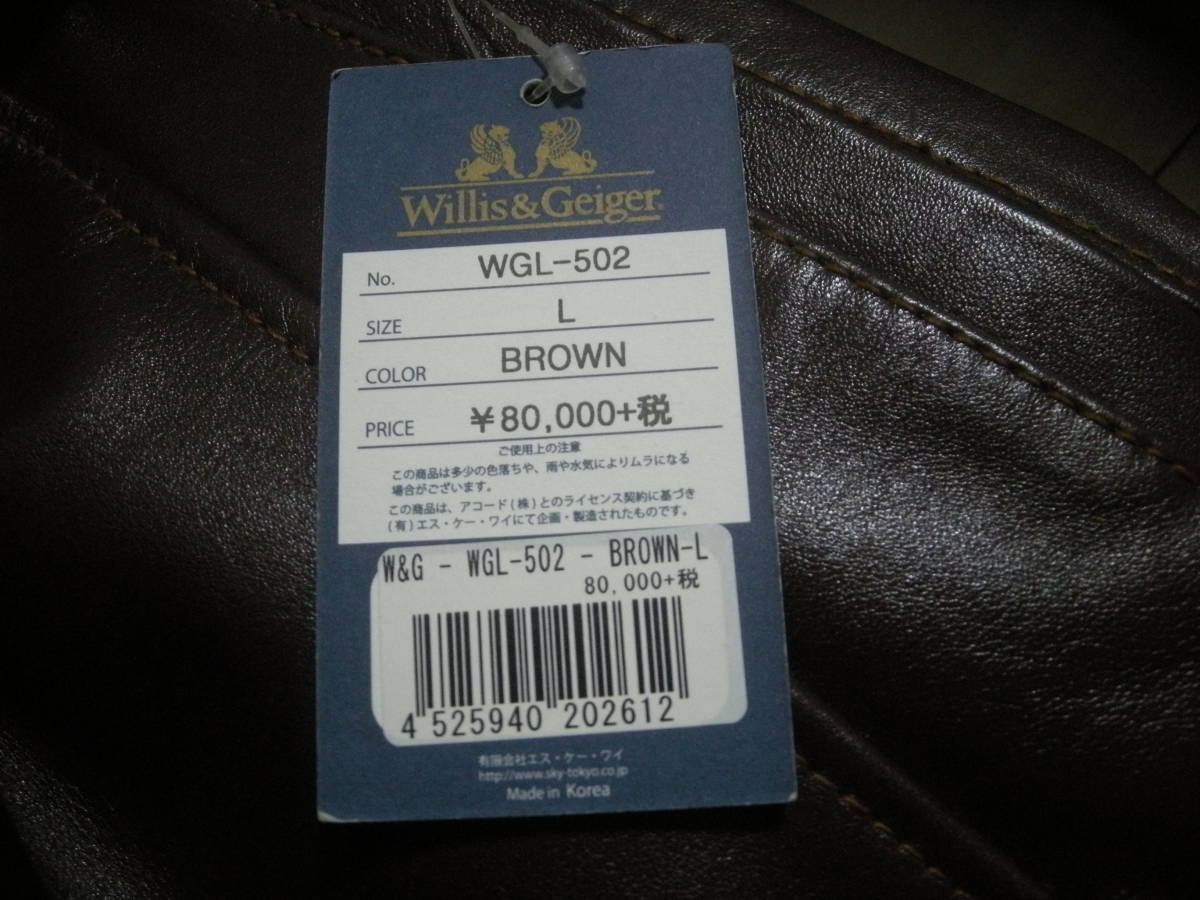 Willis&Geiger
No. WGL-502
SIZE L
COLOR BROWN
PRICE ¥80,000+税
ご使用上の注意
この商品は多少の色落ちや、雨や水気によりムラになる
場合がございます。
この商品は、アコード(株)とのライセンス契約に基づき
(有)エス・ケー・ワイにて企画・製造されたものです。
W&G - WGL-502 - BROWN-L
80,000+税
4 525940 202612
有限会社エス・ケー・ワイ
http://www.sky-tokyo.co.jp
Made in Korea